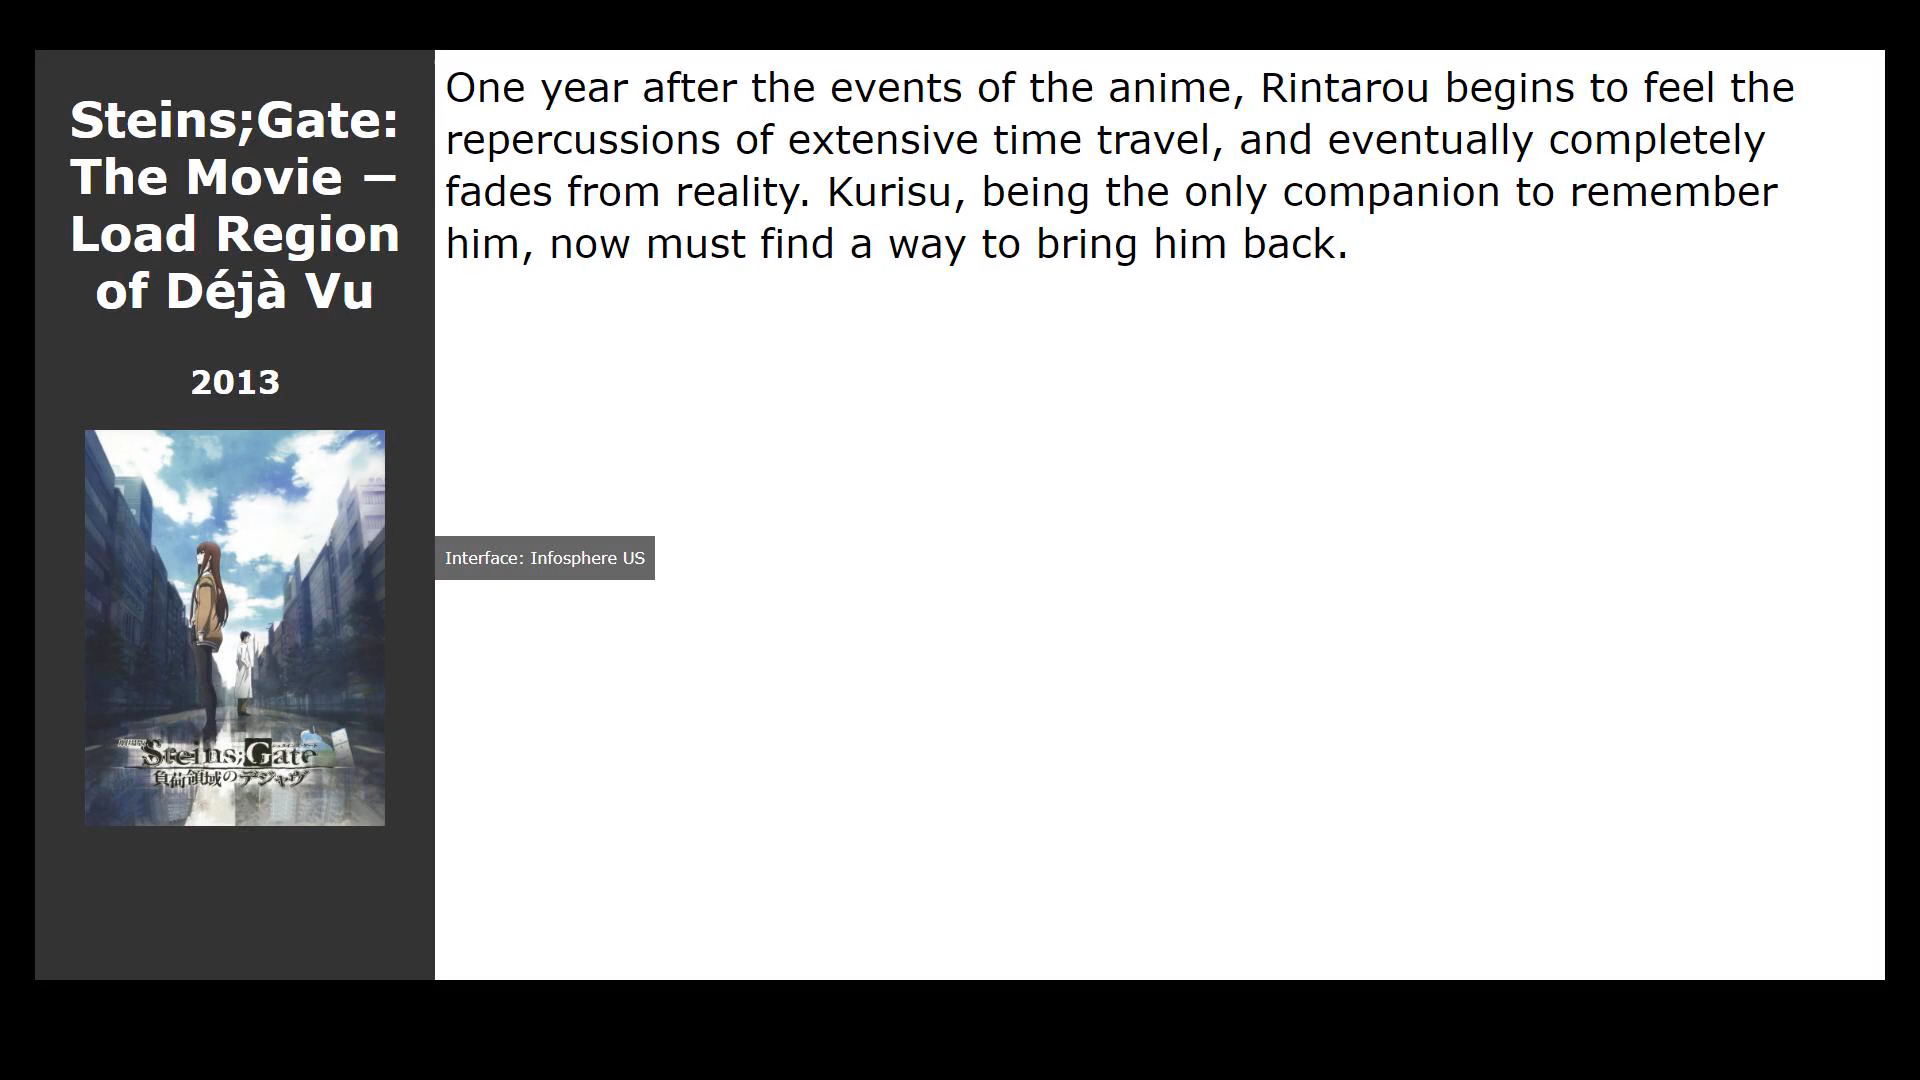 Steins;Gate:
The Movie −
Load Region
of Déjà Vu
2013
Steins;Gate
負荷領域のデジャヴ
One year after the events of the anime, Rintarou begins to feel the
repercussions of extensive time travel, and eventually completely
fades from reality. Kurisu, being the only companion to remember
him, now must find a way to bring him back.
Interface: Infosphere US